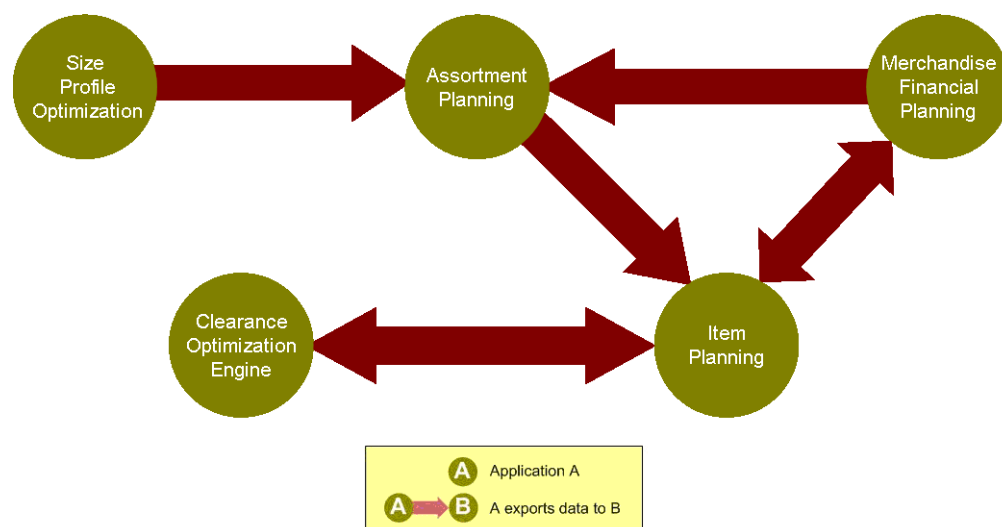 Size
Profile
Optimization
Assortment
Planning
Merchandise
Financial
Planning
Clearance
Optimization
Engine
Item
Planning
A Application A
A B A exports data to B